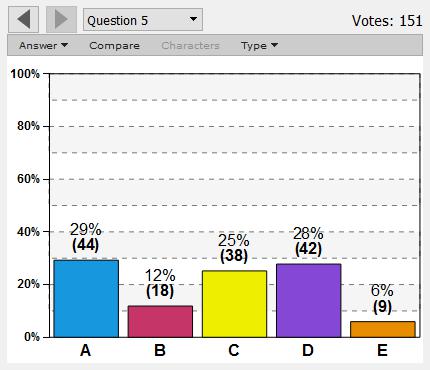 Question 5
Votes: 151
Answer
Compare
Characters
Type
100%
80%
60%
40%
20%
0%
29%
(44)
12%
(18)
25%
(38)
28%
(42)
6%
(9)
A B C D E